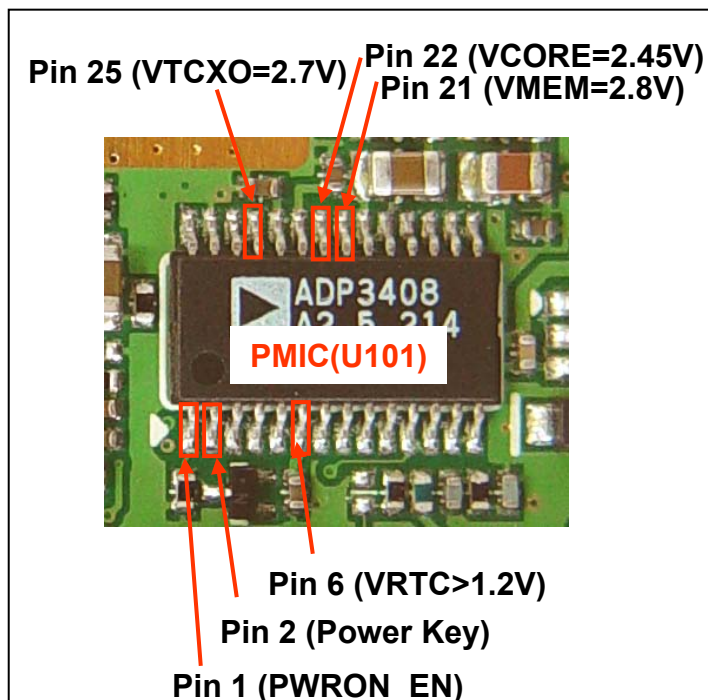 Pin 22 (VCORE=2.45V)
Pin 25 (VTCXO=2.7V)
Pin 21 (VMEM=2.8V)
ADP3408
A2.5 214
PMIC(U101)
Pin 6 (VRTC>1.2V)
Pin 2 (Power Key)
Pin 1 (PWRON_EN)